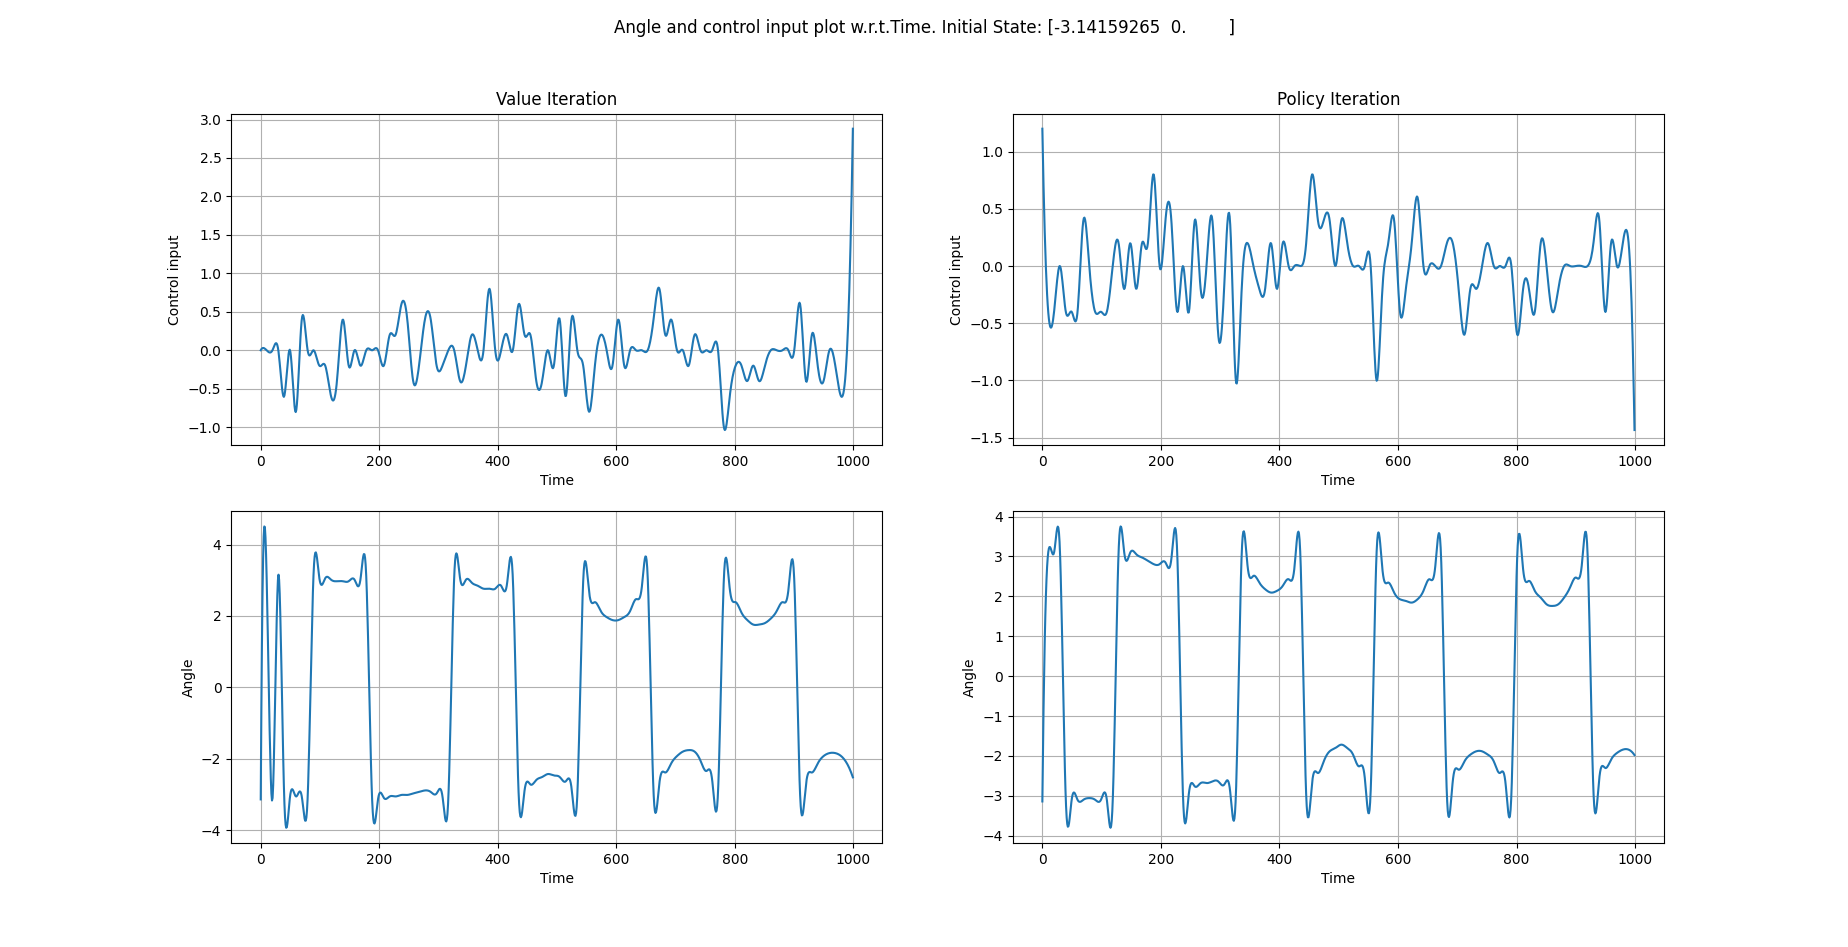 Angle and control input plot w.r.t.Time. Initial State: [-3.14159265  0.        ]
Value Iteration
3.0
2.5
2.0
1.5
1.0
0.5
0.0
−0.5
−1.0
Control input
0 200 400 600 800 1000
Time
Policy Iteration
1.0
0.5
0.0
−0.5
−1.0
−1.5
Control input
0 200 400 600 800 1000
Time
4
2
0
−2
−4
Angle
0 200 400 600 800 1000
Time
4
3
2
1
0
−1
−2
−3
−4
Angle
0 200 400 600 800 1000
Time